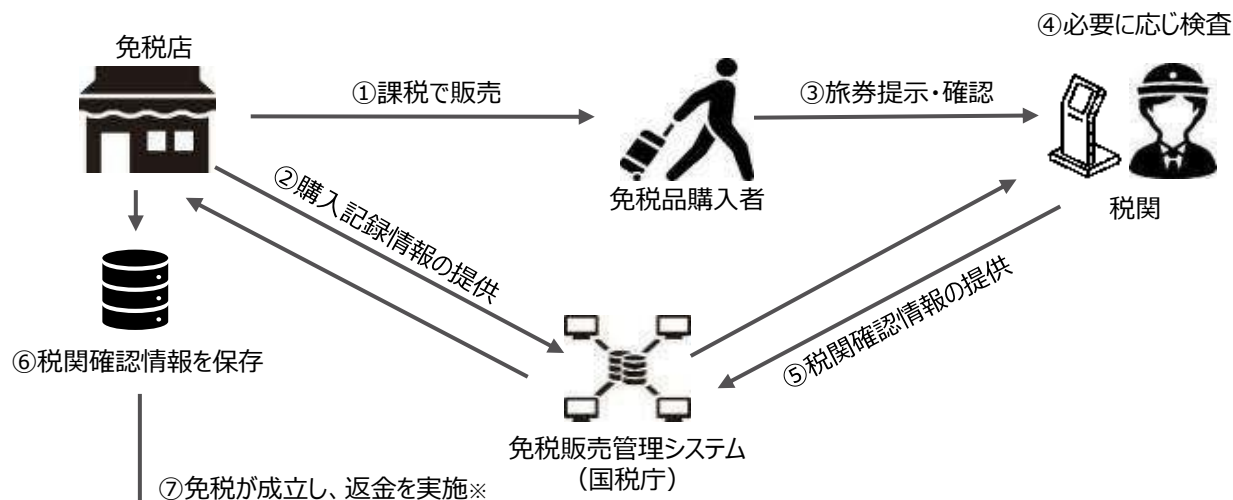 ④必要に応じ検査
免税店
①課税で販売
③旅券提示・確認
免税品購入者
税関
②購入記録情報の提供
⑤税関確認情報の提供
⑥税関確認情報を保存
免税販売管理システム
（国税庁）
⑦免税が成立し、返金を実施※